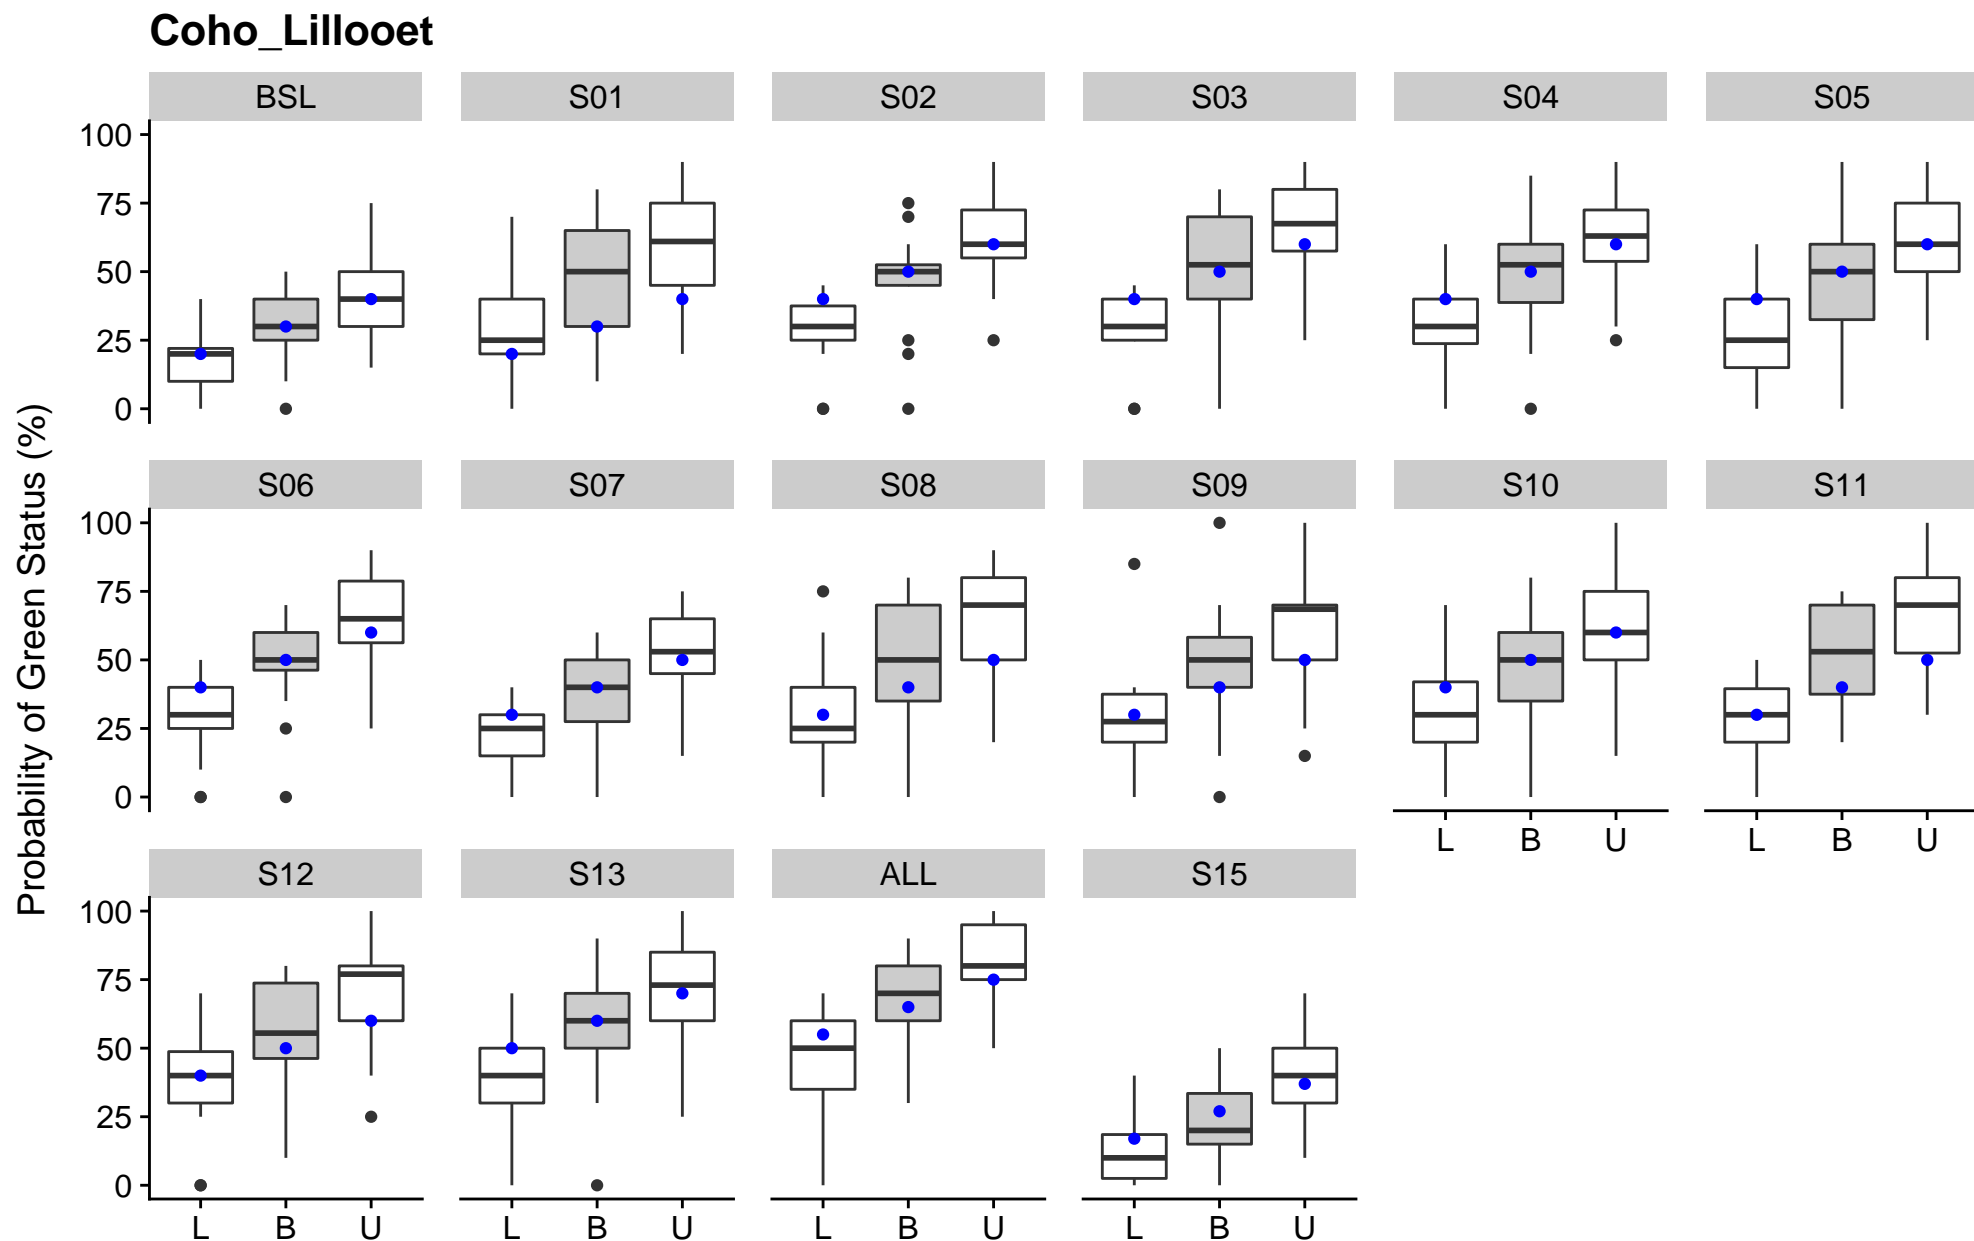 Coho_Lillooet
BSL S01 S02 S03 S04 S05
100
75
50
25
0
Probability of Green Status (%)
S06 S07 S08 S09 S10 S11
100
75
50
25
0
L B U L B U
S12 S13 ALL S15
100
75
50
25
0
L B U L B U L B U L B U